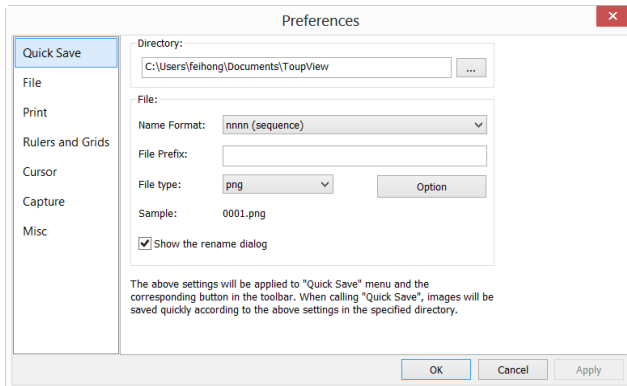 Preferences
Quick Save
File
Print
Rulers and Grids
Cursor
Capture
Misc
Directory:
C:\Users\feihong\Documents\ToupView
...
File:
Name Format:
nnnn (sequence)
File Prefix:
File type:
png
Option
Sample:
0001.png
Show the rename dialog
The above settings will be applied to "Quick Save" menu and the
corresponding button in the toolbar. When calling "Quick Save", images will be
saved quickly according to the above settings in the specified directory.
OK
Cancel
Apply